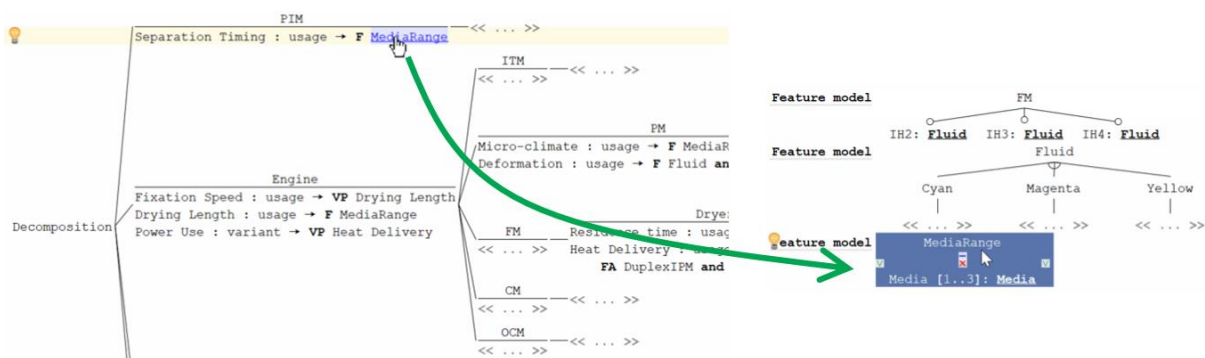 PIM
Separation Timing : usage → F MediaRange
<< ... >>
ITM
<< ... >>
<< ... >>
PM
Micro-climate : usage → F MediaR
Deformation : usage → F Fluid an
Engine
Fixation Speed : usage → VP Drying Length
Drying Length : usage → F MediaRange
Power Use : variant → VP Heat Delivery
Decomposition
Drye
FM
Residence time : usag
<< ... >>
Heat Delivery : usage
FA DuplexIPM and
CM
<< ... >>
<< ... >>
OCM
<< ... >>
<< ... >>
Feature model
FM
IH2: Fluid IH3: Fluid IH4: Fluid
Feature model
Fluid
Cyan Magenta Yellow
<< ... >> << ... >> << ... >>
eature model
MediaRange
Media [1..3]: Media